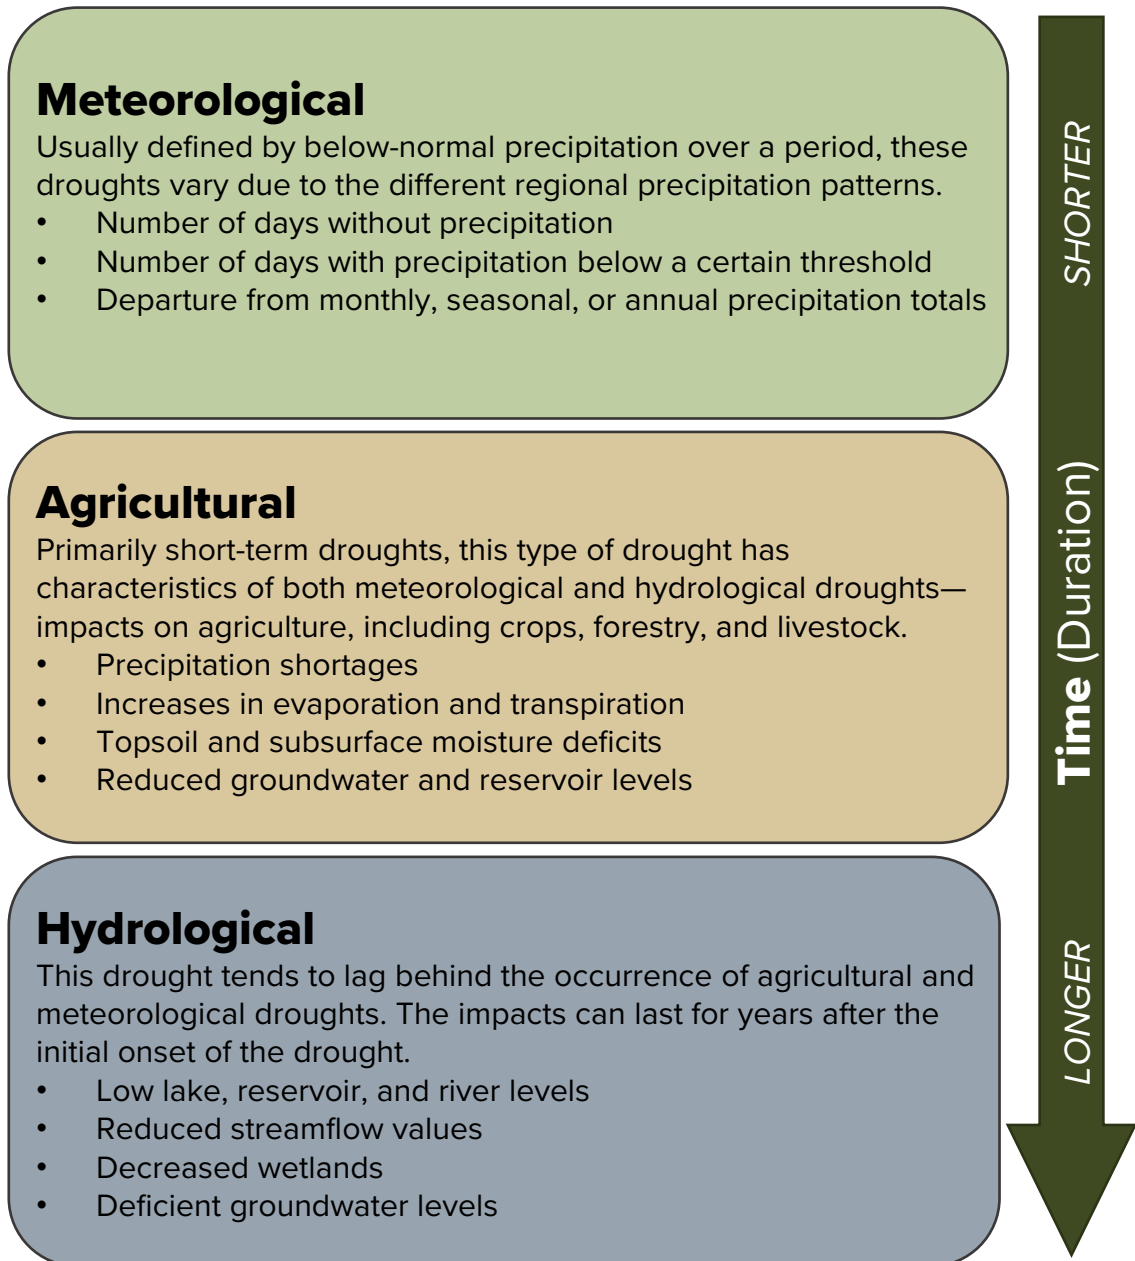 Meteorological
Usually defined by below-normal precipitation over a period, these
droughts vary due to the different regional precipitation patterns.
• Number of days without precipitation
• Number of days with precipitation below a certain threshold
• Departure from monthly, seasonal, or annual precipitation totals
Agricultural
Primarily short-term droughts, this type of drought has
characteristics of both meteorological and hydrological droughts—
impacts on agriculture, including crops, forestry, and livestock.
• Precipitation shortages
• Increases in evaporation and transpiration
• Topsoil and subsurface moisture deficits
• Reduced groundwater and reservoir levels
Hydrological
This drought tends to lag behind the occurrence of agricultural and
meteorological droughts. The impacts can last for years after the
initial onset of the drought.
• Low lake, reservoir, and river levels
• Reduced streamflow values
• Decreased wetlands
• Deficient groundwater levels
SHORTER
Time (Duration)
LONGER